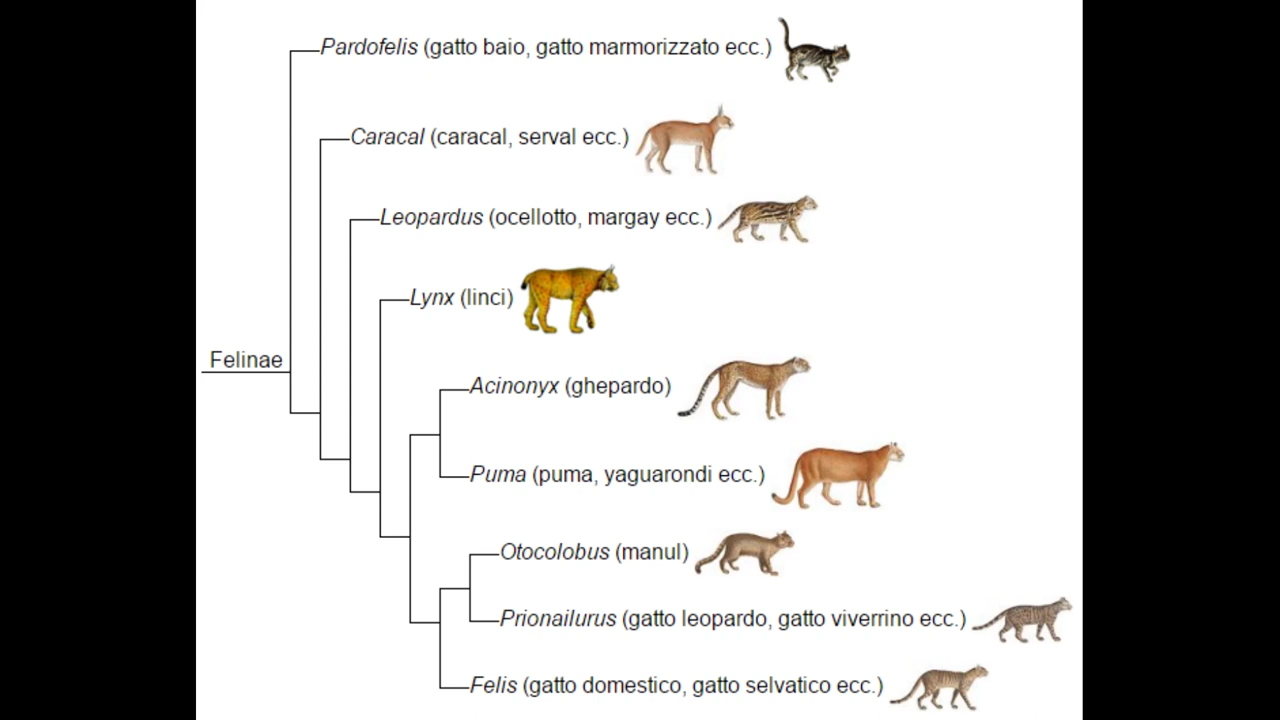 Pardofelis (gatto baio, gatto marmorizzato ecc.)
Caracal (caracal, serval ecc.)
Leopardus (ocellotto, margay ecc.)
Lynx (linci)
Felinae
Acinonyx (ghepardo)
Puma (puma, yaguarondi ecc.)
Otocolobus (manul)
Prionailurus (gatto leopardo, gatto viverrino ecc.)
Felis (gatto domestico, gatto selvatico ecc.)